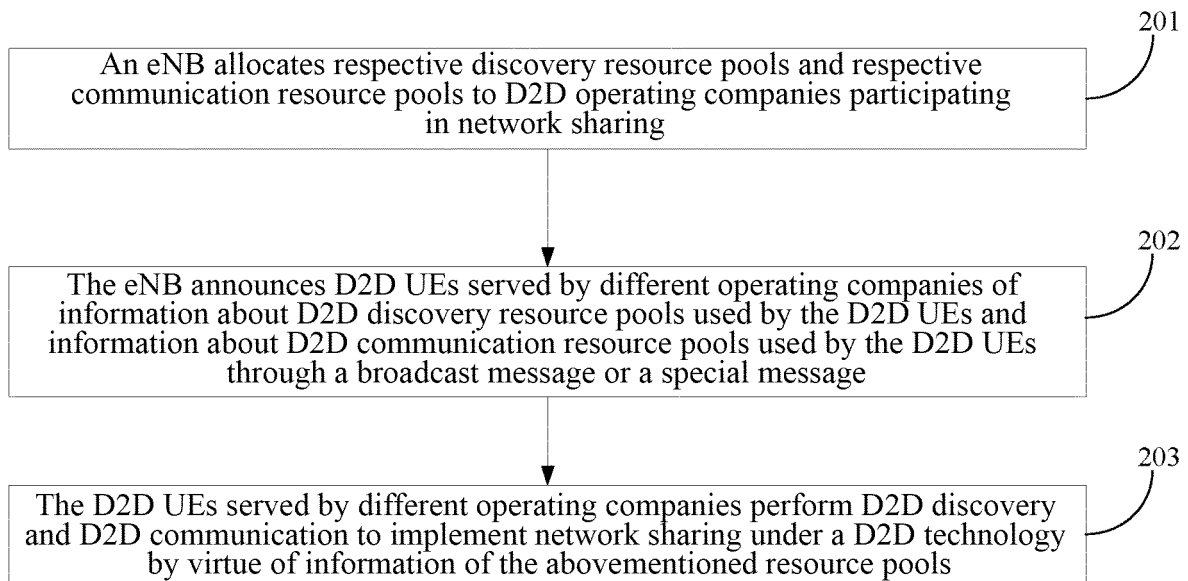 201
An eNB allocates respective discovery resource pools and respective
communication resource pools to D2D operating companies participating
in network sharing
202
The eNB announces D2D UEs served by different operating companies of
information about D2D discovery resource pools used by the D2D UEs and
information about D2D communication resource pools used by the D2D UEs
through a broadcast message or a special message
203
The D2D UEs served by different operating companies perform D2D discovery
and D2D communication to implement network sharing under a D2D technology
by virtue of information of the abovementioned resource pools